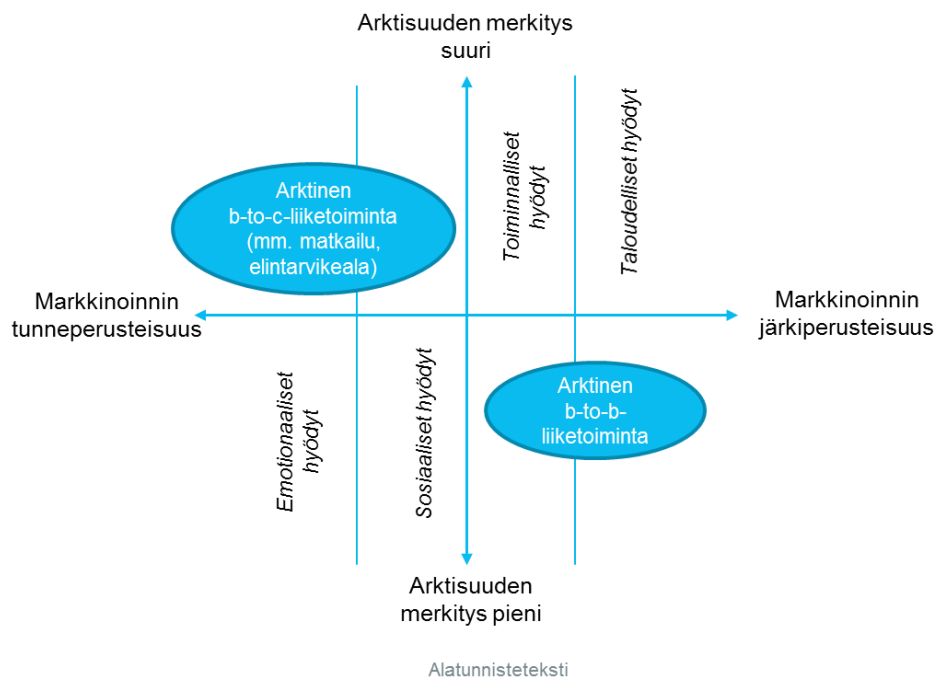 Arktisuuden merkitys
suuri
Toiminnalliset
hyödyt
Taloudelliset hyödyt
Arktinen
b-to-c-liiketoiminta
(mm. matkailu,
elintarvikeala)
Markkinoinnin
tunneperusteisuus
Markkinoinnin
järkiperusteisuus
Emotionaaliset
hyödyt
Sosiaaliset hyödyt
Arktinen
b-to-b-
liiketoiminta
Arktisuuden
merkitys pieni
Alatunnisteteksti